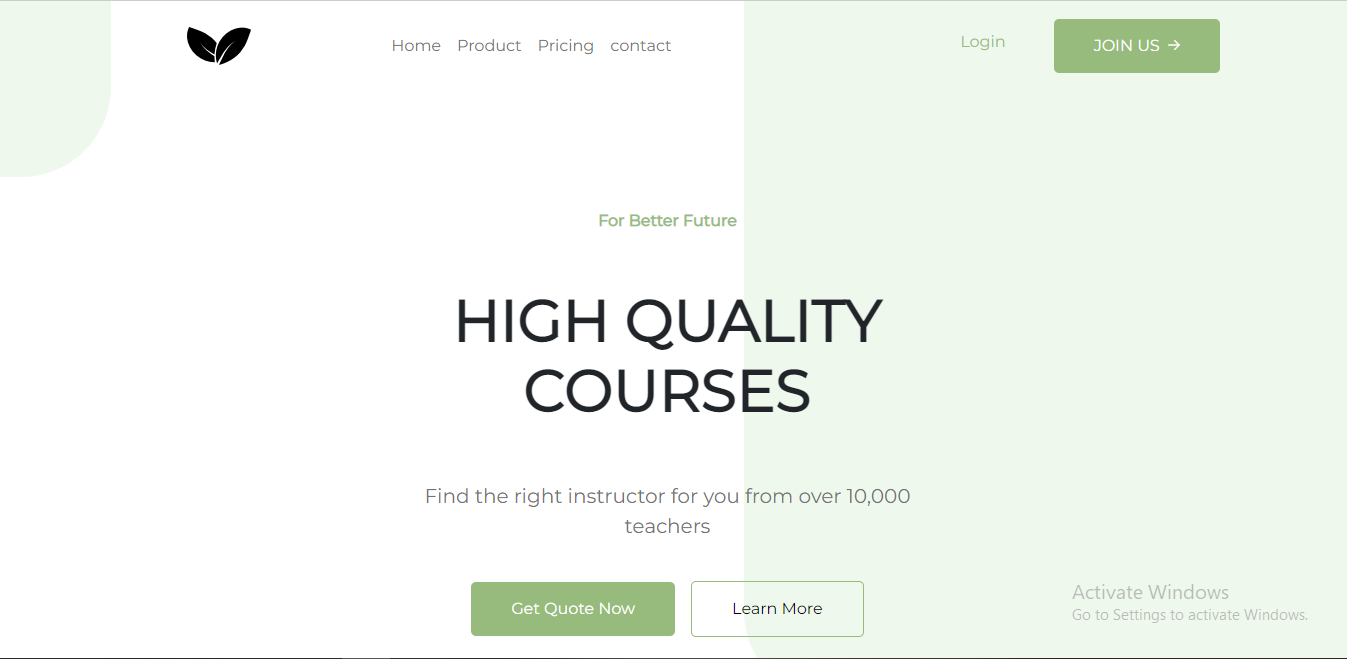 Home Product Pricing contact Login JOIN US →
For Better Future
HIGH QUALITY
COURSES
Find the right instructor for you from over 10,000
teachers
Get Quote Now Learn More
Activate Windows
Go to Settings to activate Windows.